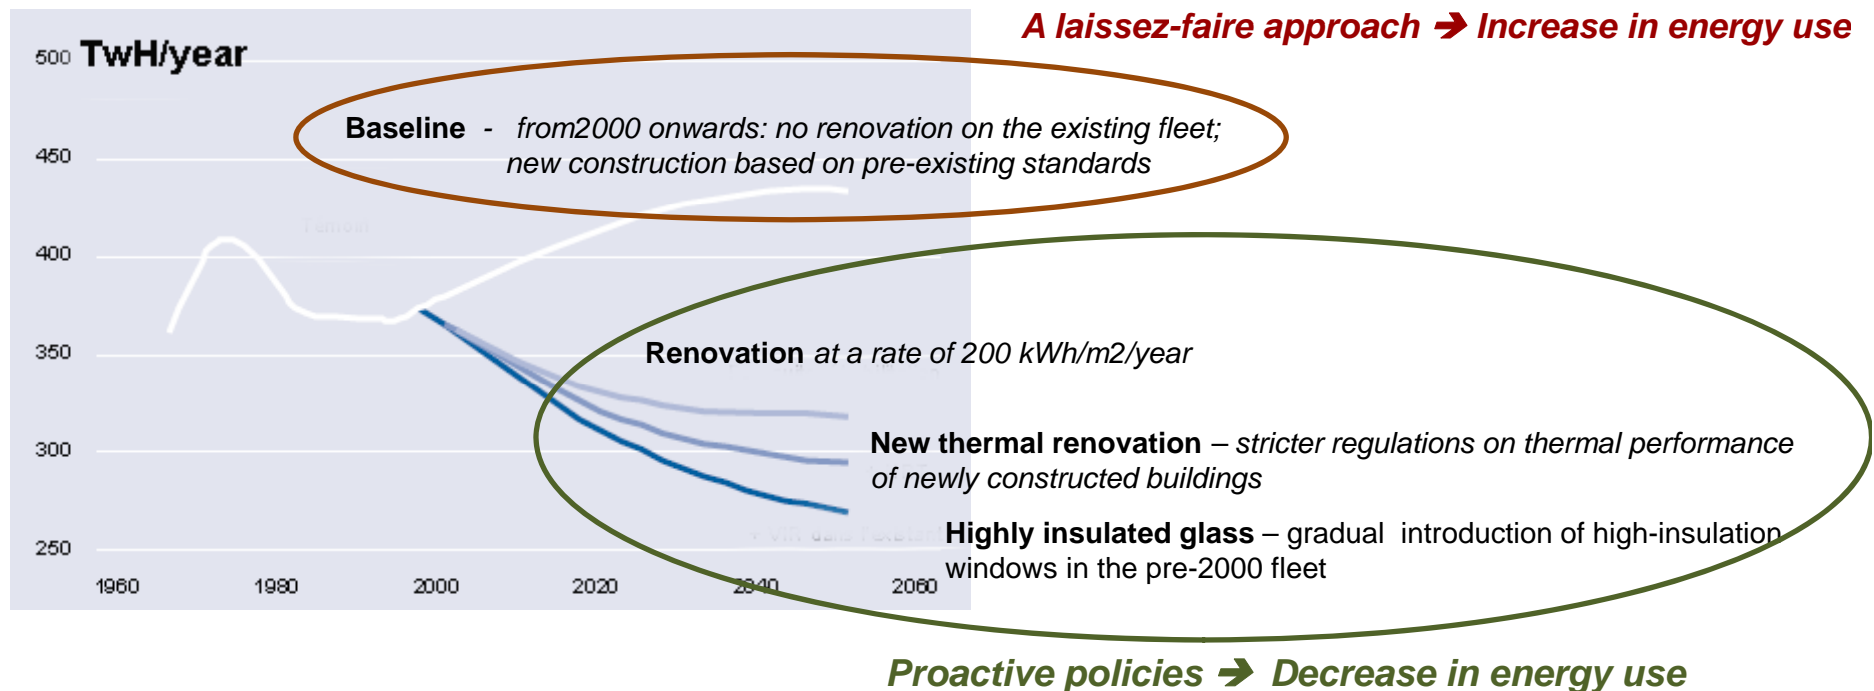 A laissez-faire approach ➔ Increase in energy use
500 TwH/year
Baseline - from2000 onwards: no renovation on the existing fleet;
450
new construction based on pre-existing standards
400
350
Renovation at a rate of 200 kWh/m2/year
300
New thermal renovation – stricter regulations on thermal performance
of newly constructed buildings
250
Highly insulated glass – gradual introduction of high-insulation
windows in the pre-2000 fleet
1960 1980 2000 2020 2040 2060
Proactive policies ➔ Decrease in energy use